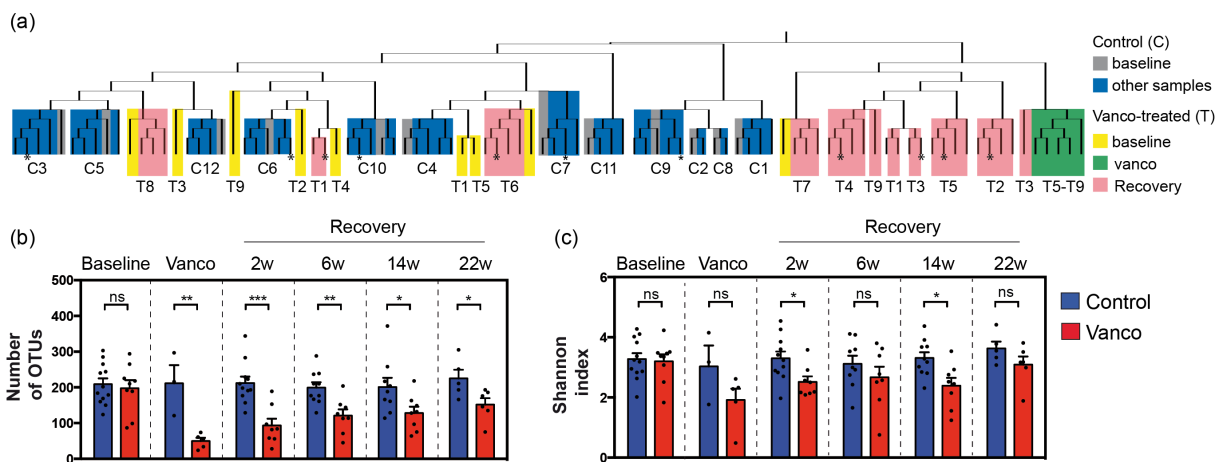 (a)
Control (C)
baseline
other samples
Vanco-treated (T)
baseline
vanco
Recovery
* * * * * * * * * * *
C3 C5 C12 C6 C10 C4 C7 C11 C9 C2 C8 C1
T8 T3 T9 T2 T1 T4 T1 T5 T6 T7 T4 T9 T1 T3 T5 T2 T3 T5-T9
(b)
Recovery
Baseline Vanco 2w 6w 14w 22w
Number
of OTUs
500
400
300
200
100
0
ns ** *** ** * *
(c)
Recovery
Baseline Vanco 2w 6w 14w 22w
Shannon
index
6
4
2
0
ns ns * ns * ns
Control
Vanco